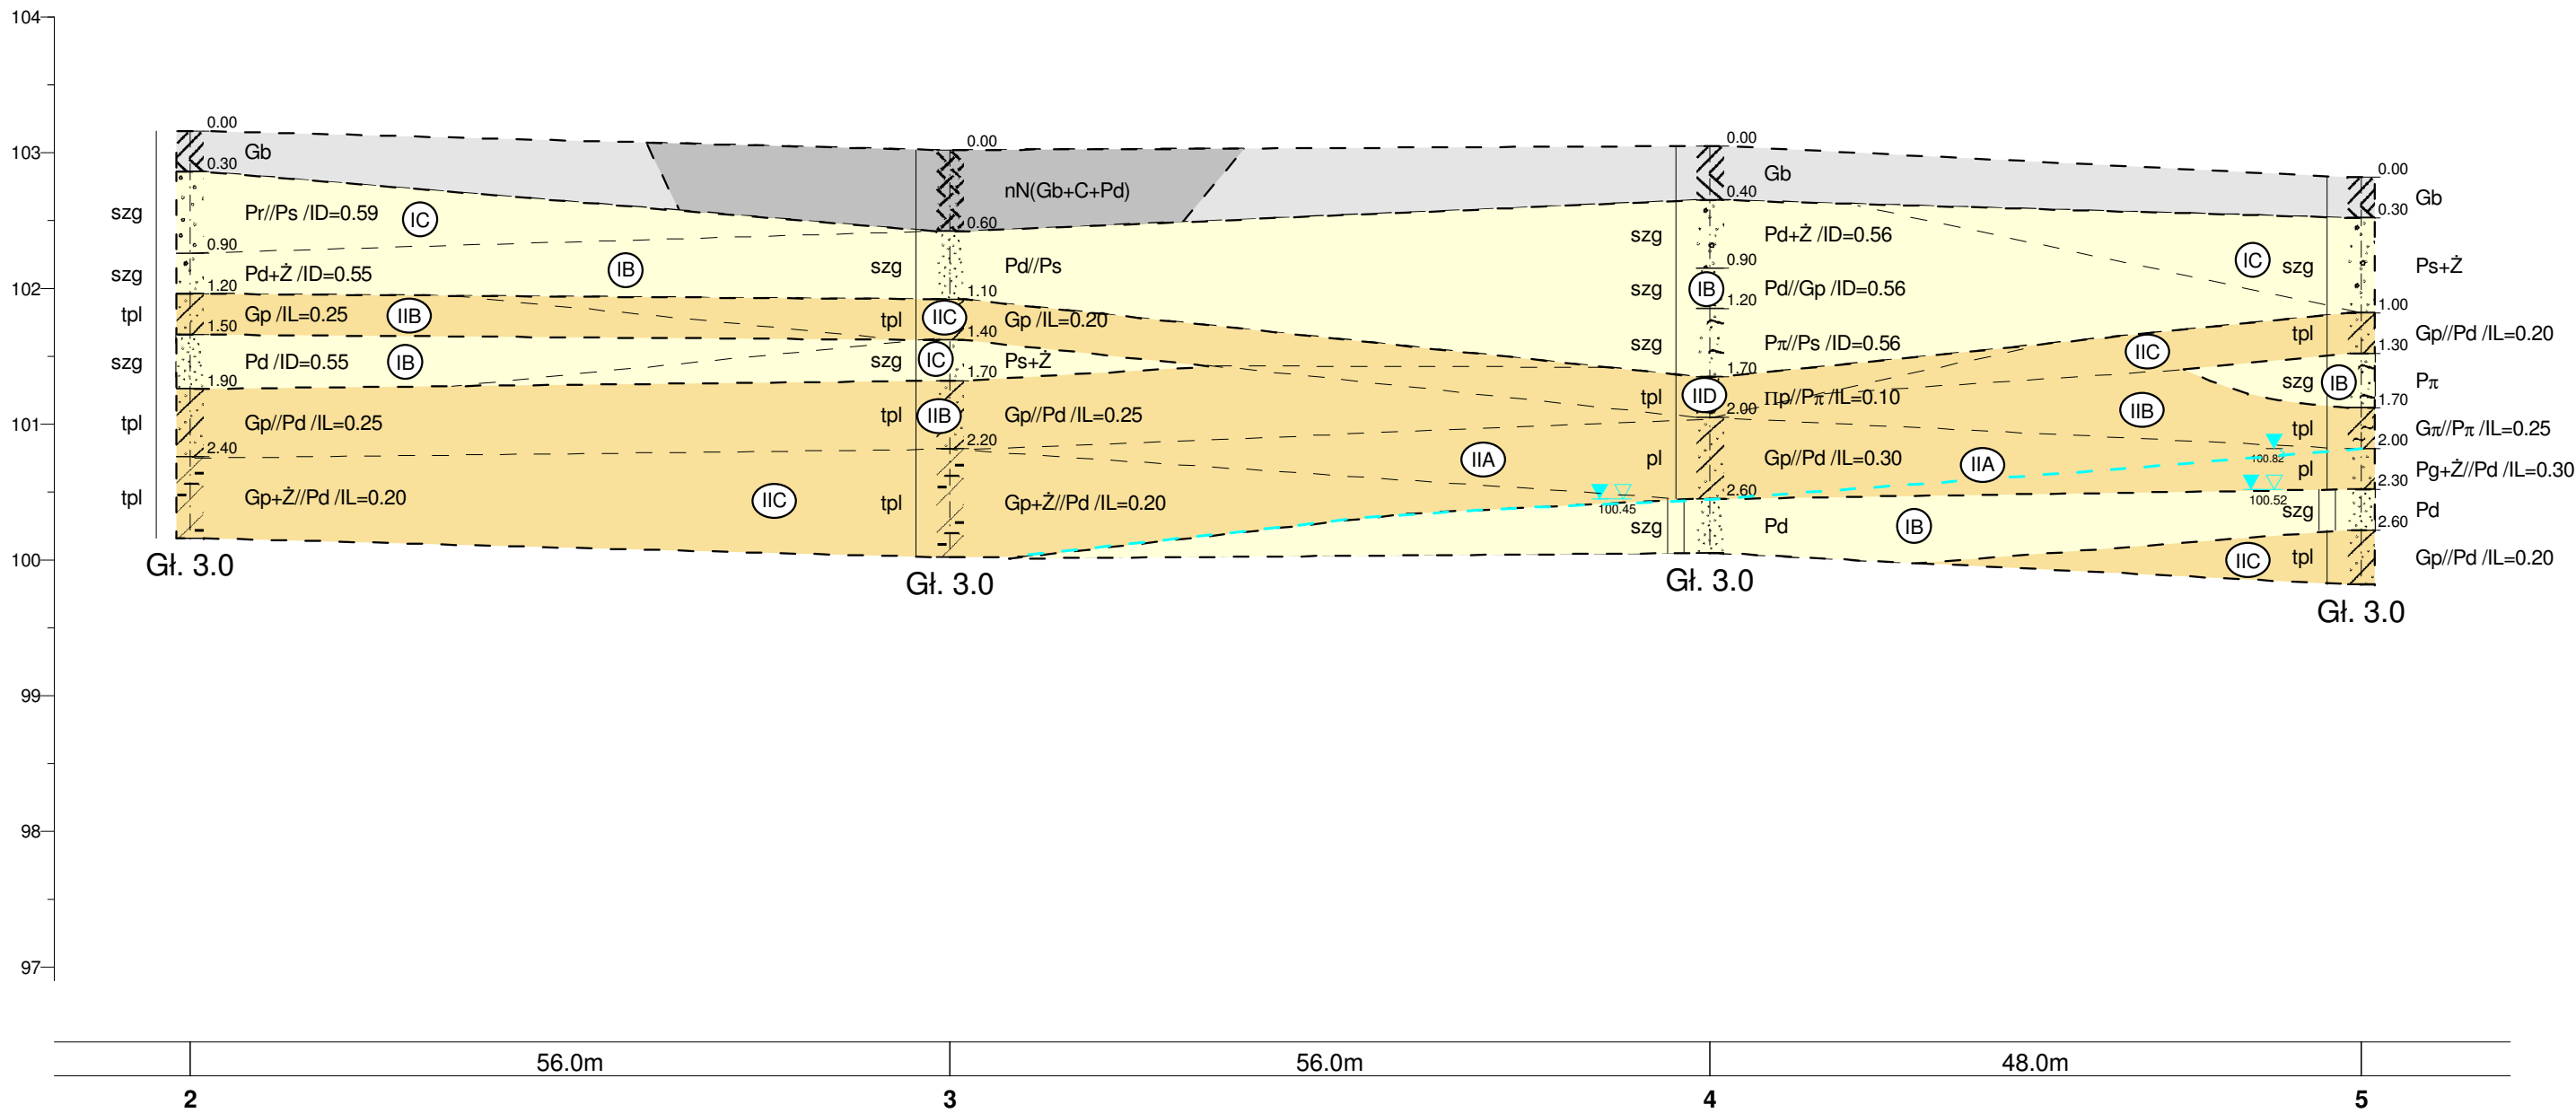 104
103
102
101
100
99
98
97
0.00
Gb
0.30
szg
Pr//Ps /ID=0.59
IC
0.90
szg
Pd+Ż /ID=0.55
IB
1.20
tpl
Gp /IL=0.25
IIB
1.50
szg
Pd /ID=0.55
IB
1.90
tpl
Gp//Pd /IL=0.25
2.40
tpl
Gp+Ż//Pd /IL=0.20
IIC
Gł. 3.0
0.00
nN(Gb+C+Pd)
0.60
szg
Pd//Ps
1.10
tpl
IIC
Gp /IL=0.20
1.40
szg
IC
Ps+Ż
1.70
tpl
IIB
Gp//Pd /IL=0.25
2.20
tpl
Gp+Ż//Pd /IL=0.20
IIA
Gł. 3.0
0.00
Gb
0.40
szg
Pd+Ż /ID=0.56
0.90
szg
IB
Pd//Gp /ID=0.56
1.20
szg
Pπ//Ps /ID=0.56
1.70
tpl
IID
Πp//Pπ /IL=0.10
2.00
pl
Gp//Pd /IL=0.30
IIA
2.60
100.45
szg
Pd
IB
Gł. 3.0
0.00
Gb
0.30
IC
szg
Ps+Ż
1.00
IIC
tpl
Gp//Pd /IL=0.20
1.30
szg
IB
Pπ
1.70
IIB
tpl
Gπ//Pπ /IL=0.25
2.00
100.82
pl
Pg+Ż//Pd /IL=0.30
2.30
100.52
szg
Pd
2.60
IIC
tpl
Gp//Pd /IL=0.20
Gł. 3.0
56.0m
56.0m
48.0m
2
3
4
5